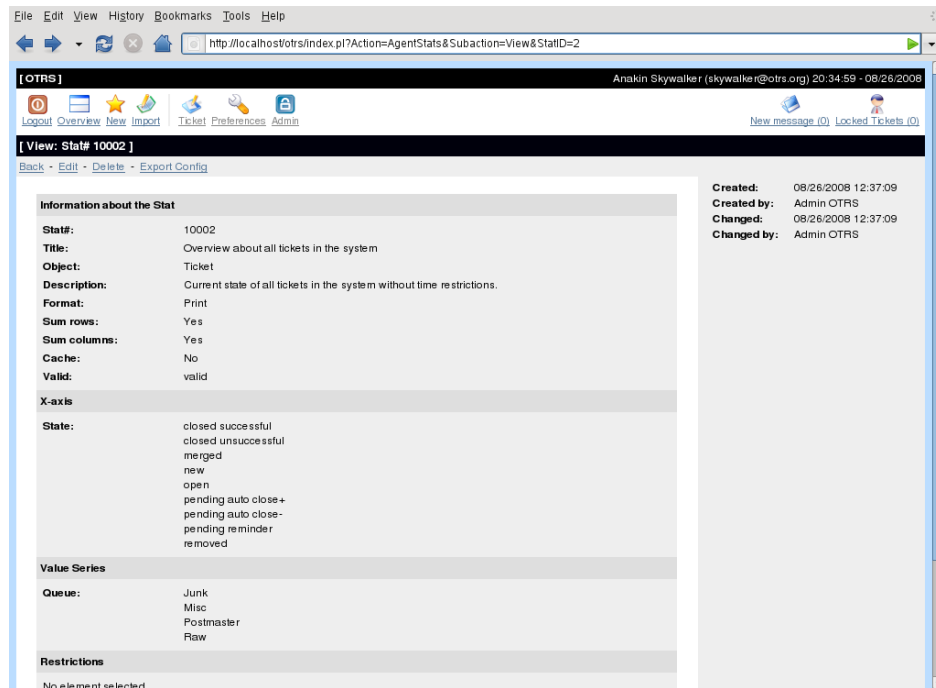 File Edit View History Bookmarks Tools Help
http://localhost/otrs/index.pl?Action=AgentStats&Subaction=View&StatID=2
[ OTRS ] Anakin Skywalker (skywalker@otrs.org) 20:34:59 - 08/26/2008
Logout Overview New Import Ticket Preferences Admin New message (0) Locked Tickets (0)
[ View: Stat# 10002 ]
Back - Edit - Delete - Export Config
Information about the Stat
Stat#: 10002
Title: Overview about all tickets in the system
Object: Ticket
Description: Current state of all tickets in the system without time restrictions.
Format: Print
Sum rows: Yes
Sum columns: Yes
Cache: No
Valid: valid
X-axis
State: closed successful
closed unsuccessful
merged
new
open
pending auto close+
pending auto close-
pending reminder
removed
Value Series
Queue: Junk
Misc
Postmaster
Raw
Restrictions
No element selected
Created: 08/26/2008 12:37:09
Created by: Admin OTRS
Changed: 08/26/2008 12:37:09
Changed by: Admin OTRS